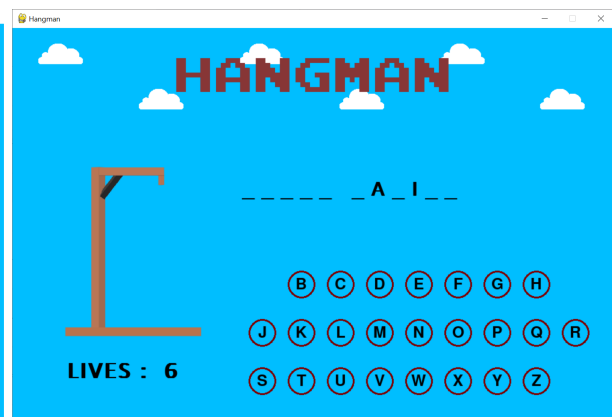 Hangman
HANGMAN
_ _ _ _ _  _ A _ I _ _
B C D E F G H
J K L M N O P Q R
LIVES : 6
S T U V W X Y Z